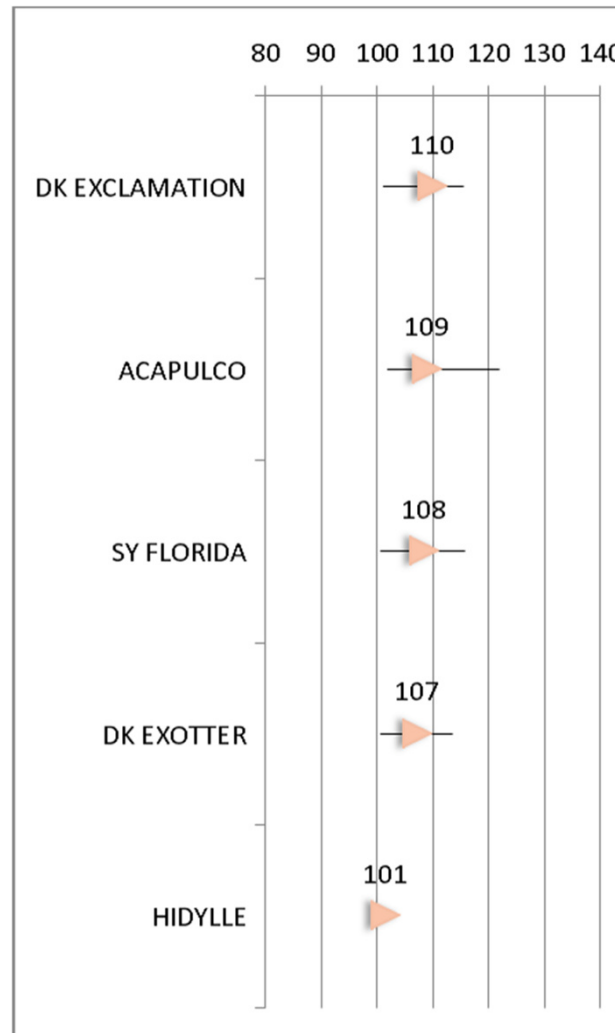 80 90 100 110 120 130 140
110
DK EXCLAMATION
109
ACAPULCO
108
SY FLORIDA
107
DK EXOTTER
101
HIDYLLE